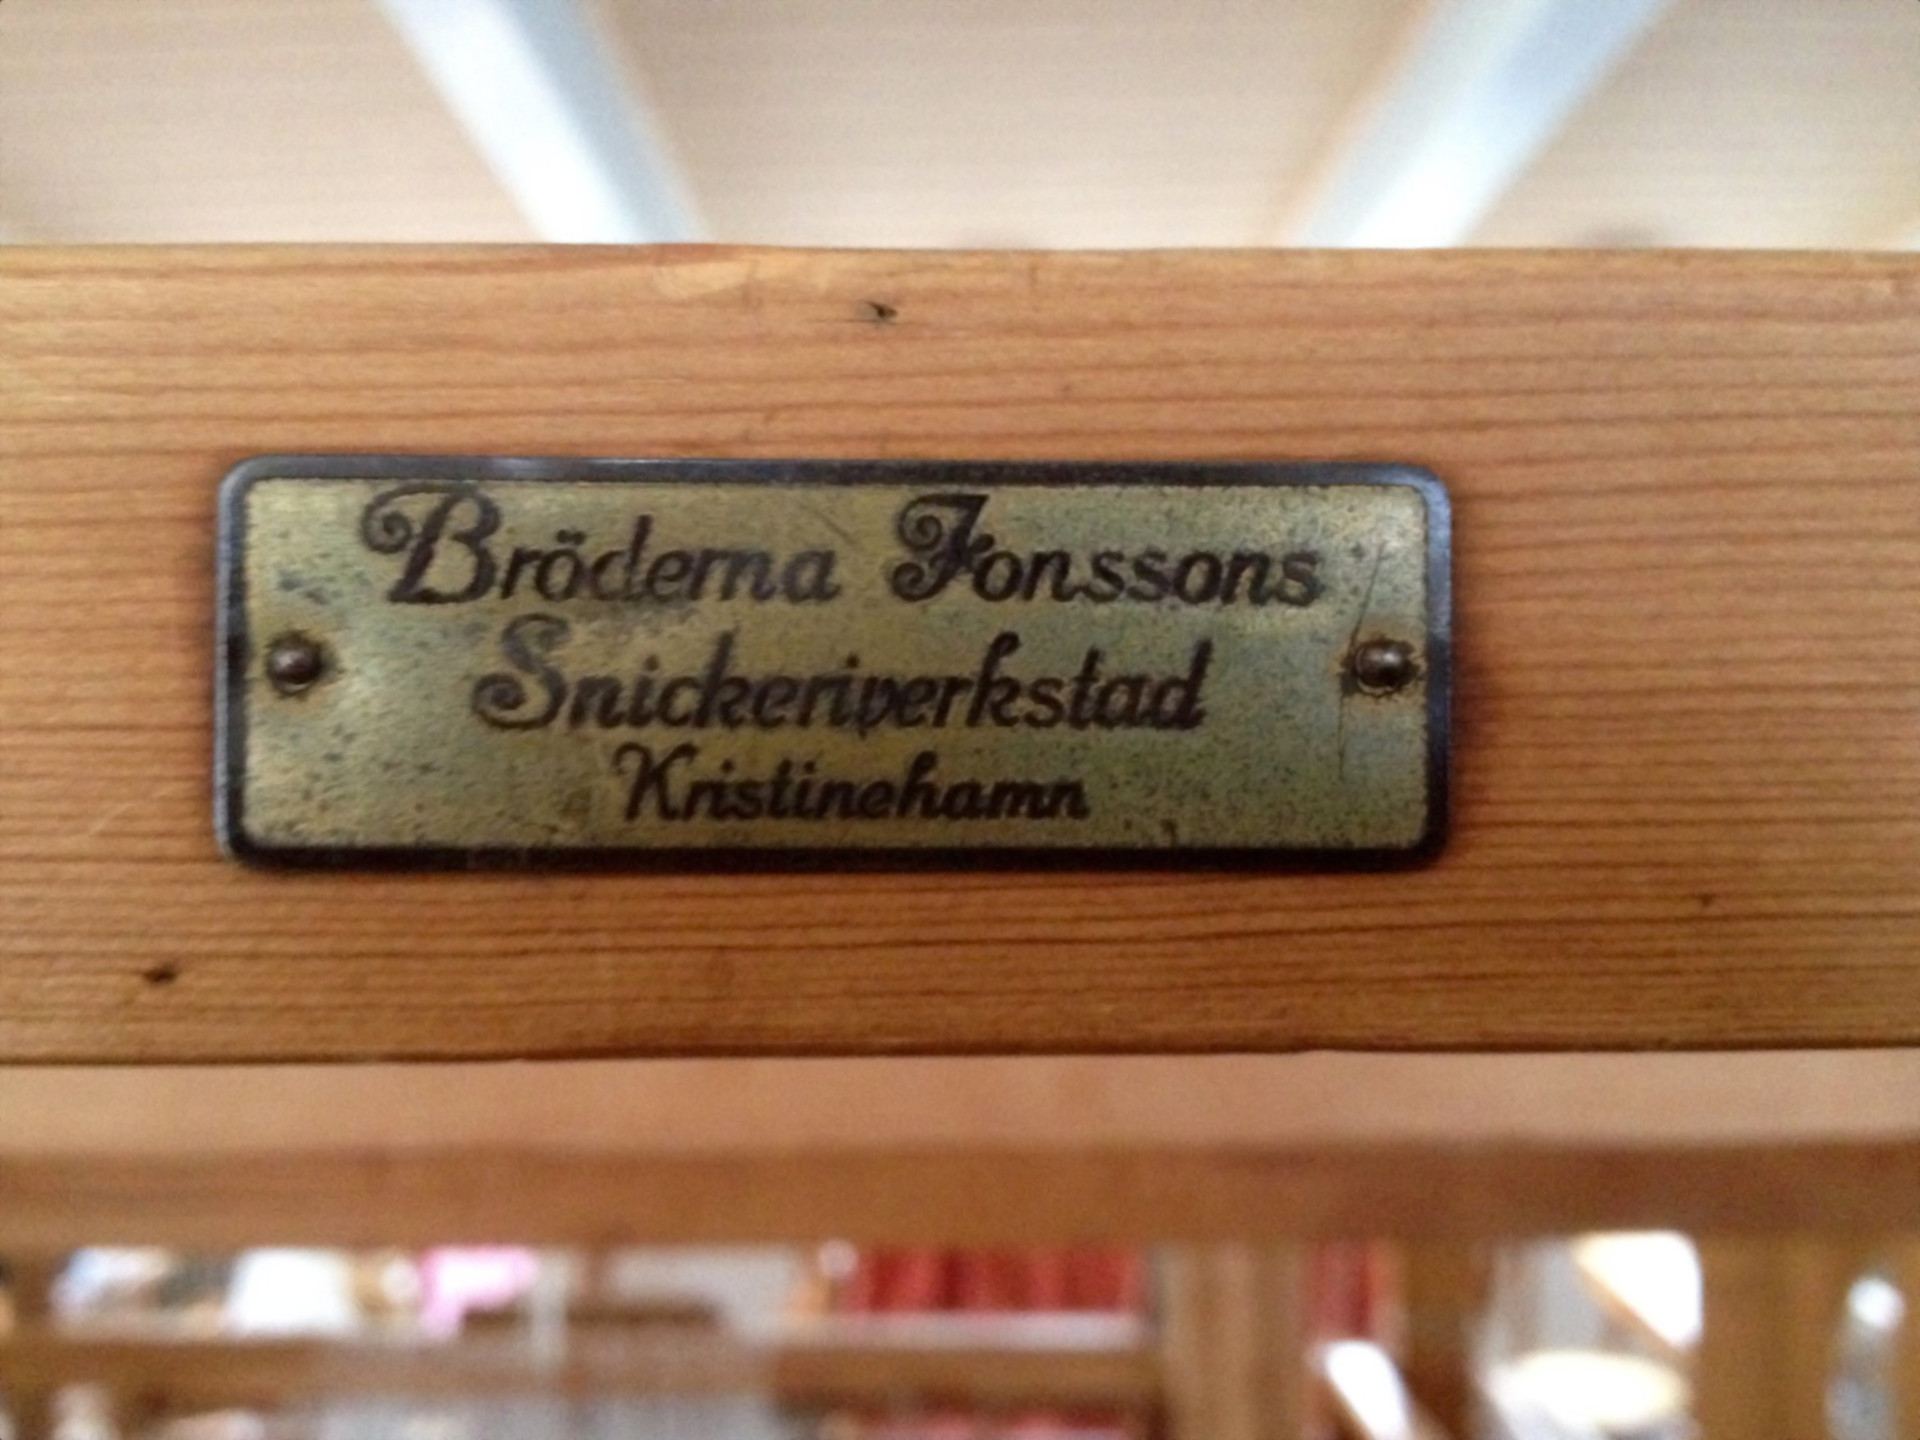 Bröderna Jonssons
Snickeriverkstad
Kristinehamn